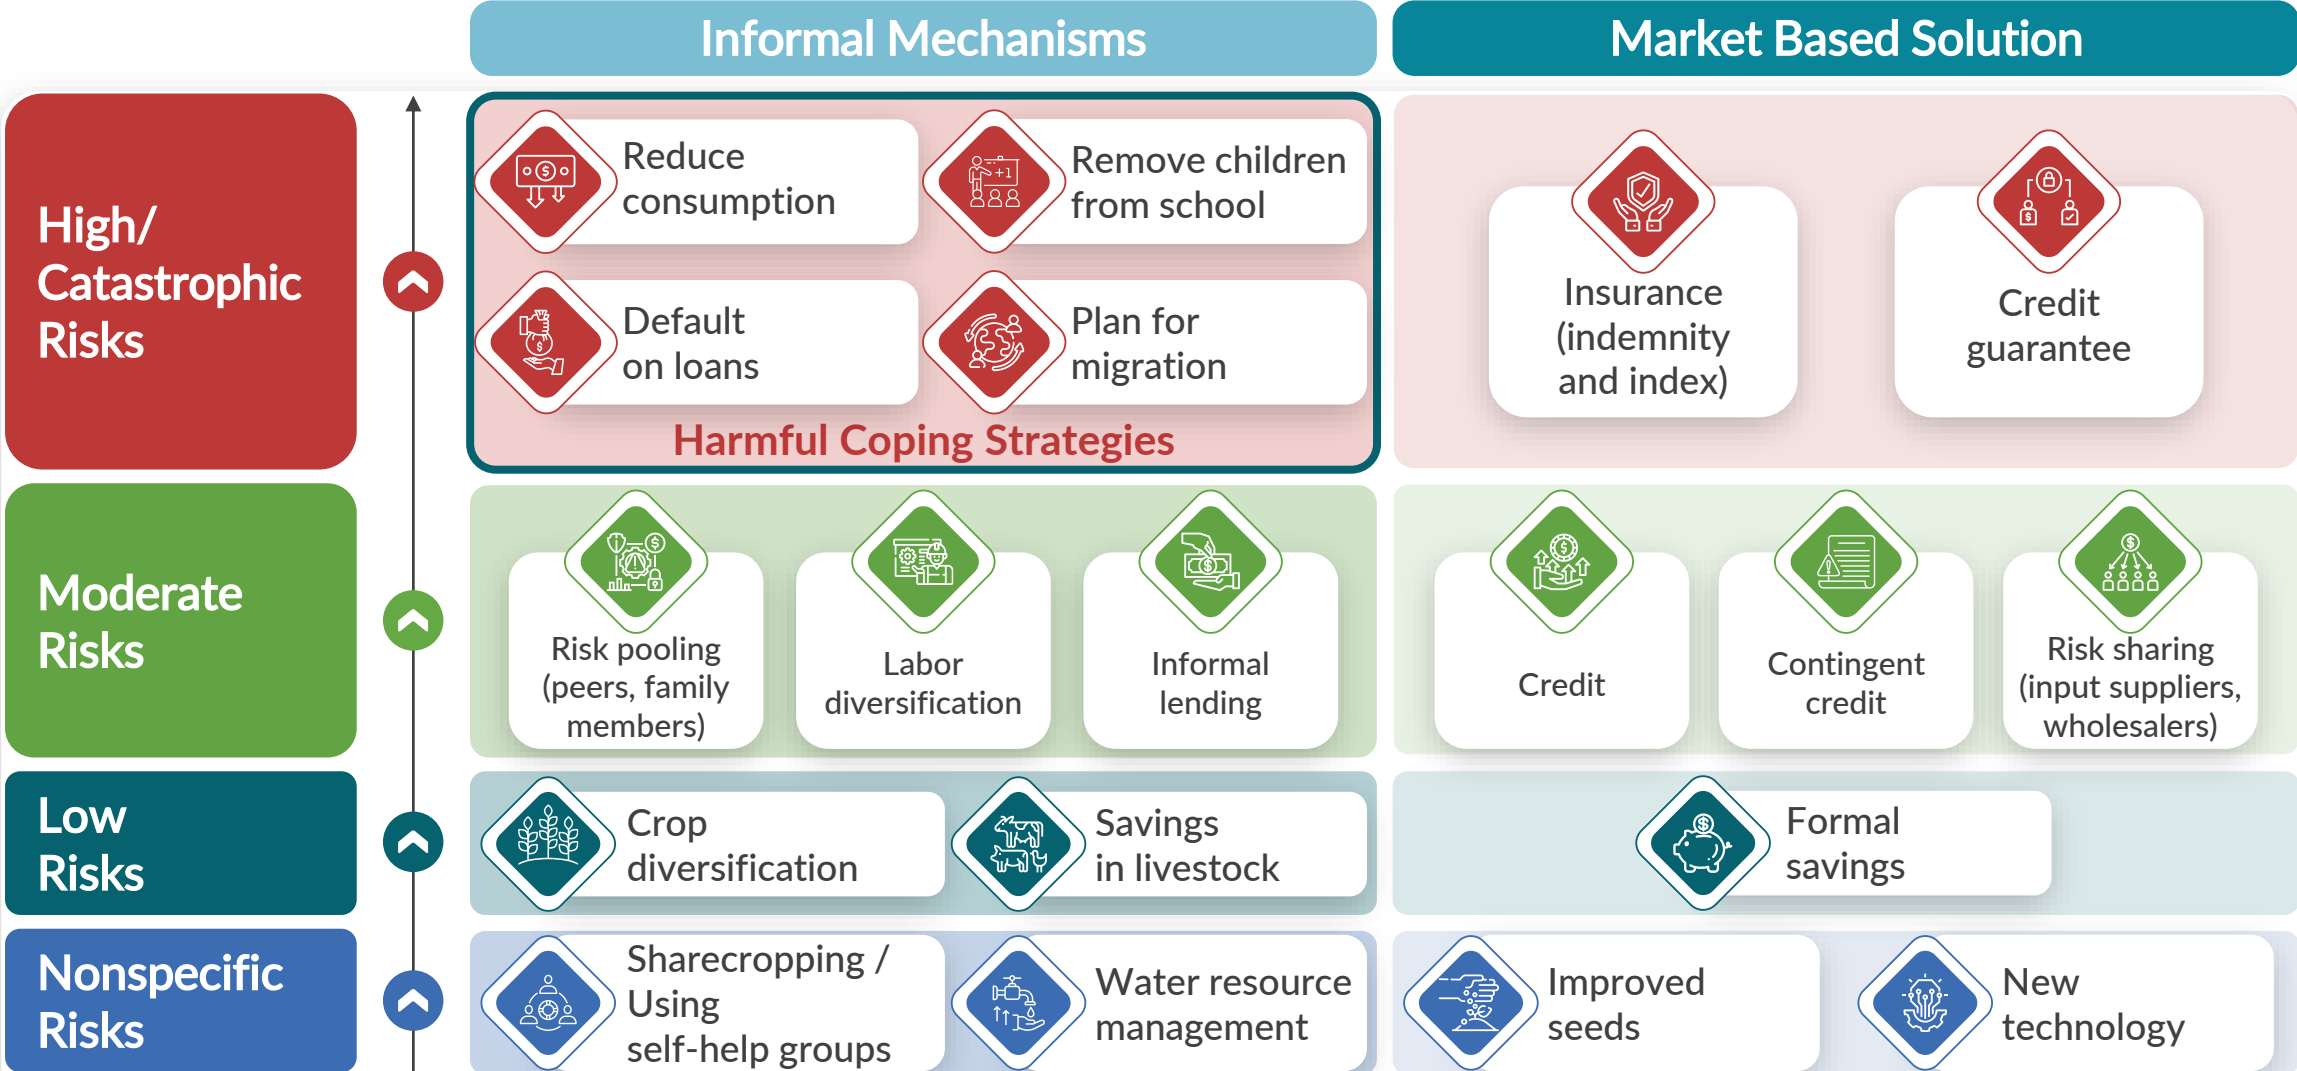 Informal Mechanisms
Market Based Solution
High/
Catastrophic
Risks
Reduce
consumption
Remove children
from school
Default
on loans
Plan for
migration
Harmful Coping Strategies
Insurance
(indemnity
and index)
Credit
guarantee
Moderate
Risks
Risk pooling
(peers, family
members)
Labor
diversification
Informal
lending
Credit
Contingent
credit
Risk sharing
(input suppliers,
wholesalers)
Low
Risks
Crop
diversification
Savings
in livestock
Formal
savings
Nonspecific
Risks
Sharecropping /
Using
self-help groups
Water resource
management
Improved
seeds
New
technology